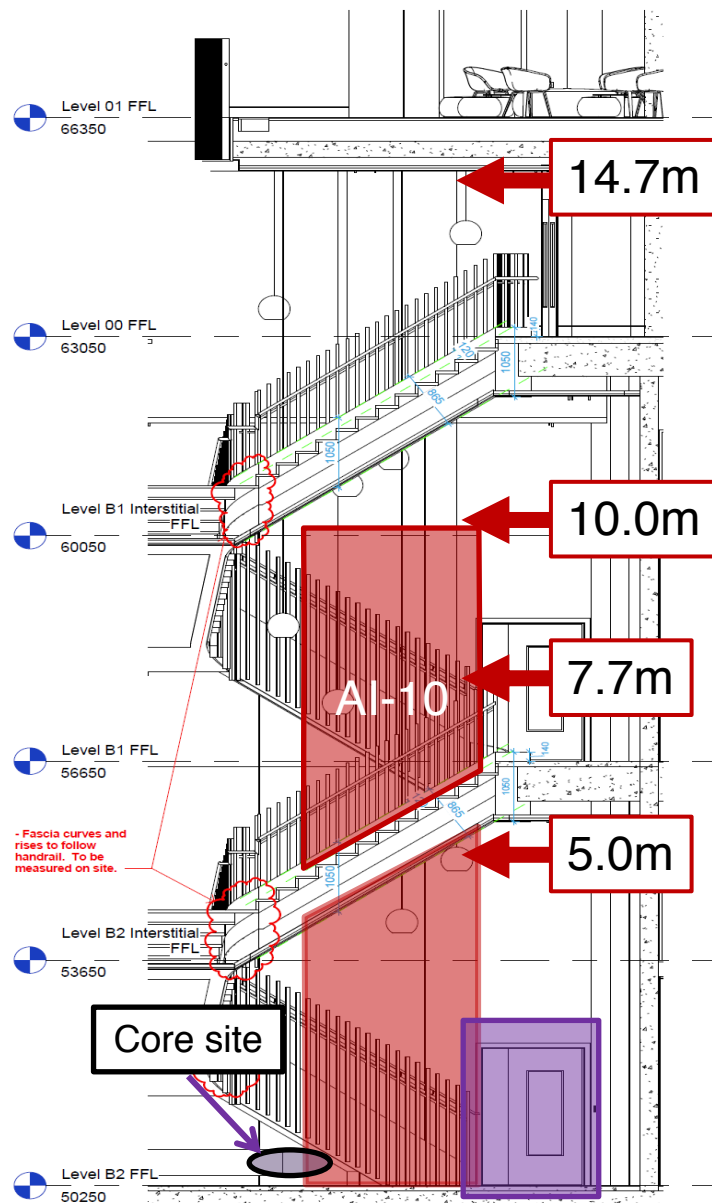 Level 01 FFL
66350
14.7m
Level 00 FFL
63050
140
120
1050
865
1050
Level B1 Interstitial
FFL
60050
10.0m
7.7m
AI-10
Level B1 FFL
56650
140
1050
865
- Fascia curves and
rises to follow
handrail. To be
measured on site.
5.0m
1050
Level B2 Interstitial
FFL
53650
Core site
Level B2 FFL
50250